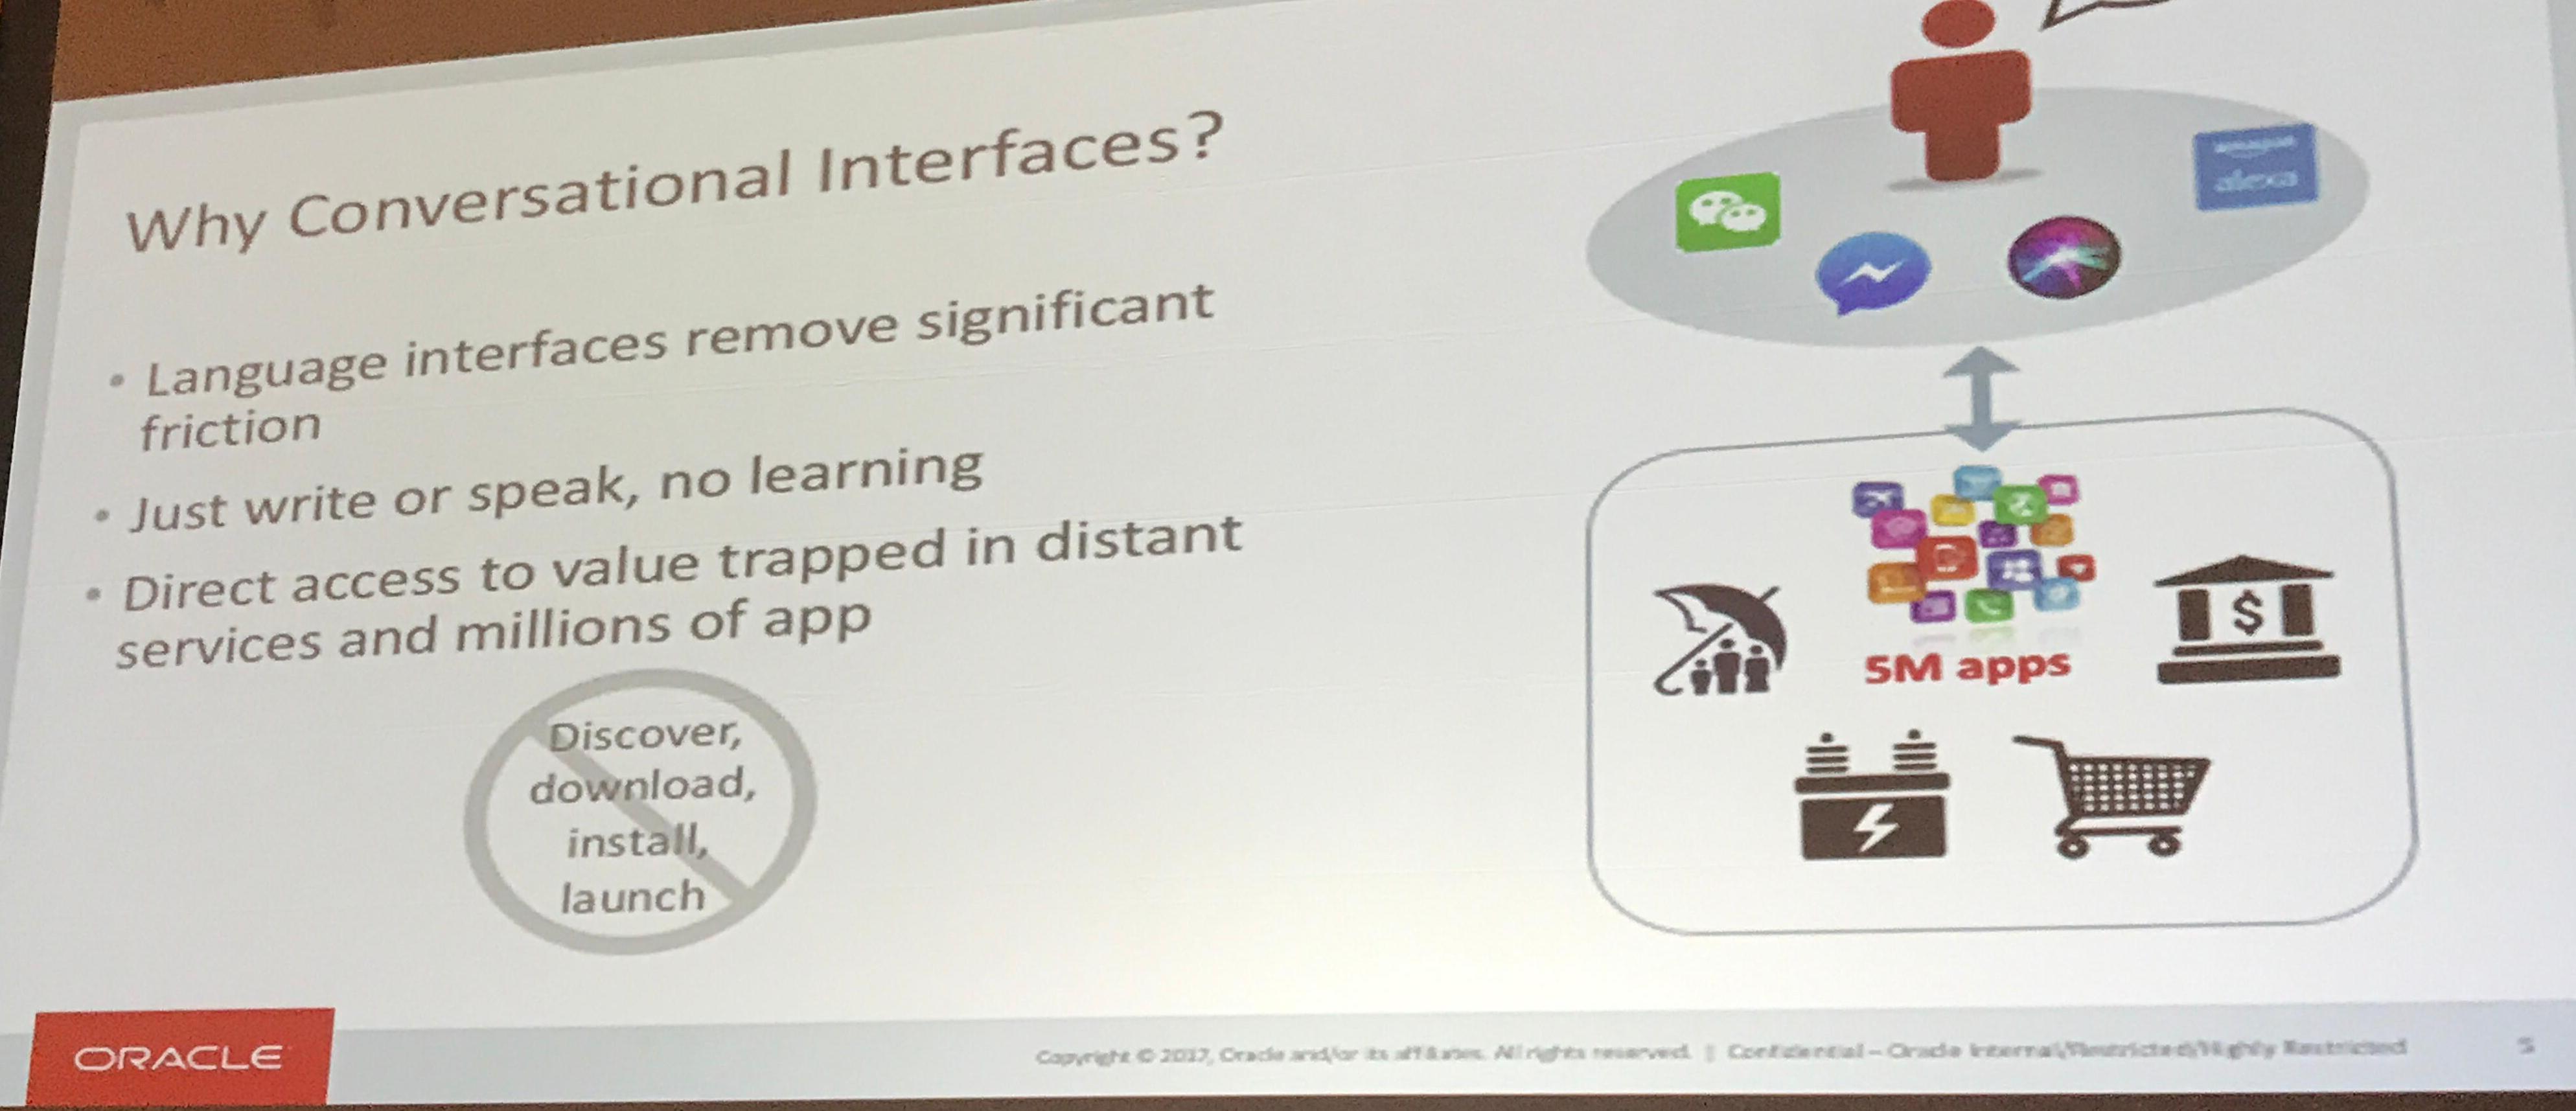 Why Conversational Interfaces?
• Language interfaces remove significant
friction
• Just write or speak, no learning
• Direct access to value trapped in distant
services and millions of app
Discover,
download,
install,
launch
amazon
alexa
5M apps
$
ORACLE
Copyright © 2017, Oracle and/or its affiliates. All rights reserved. | Confidential – Oracle Internal/Restricted/Highly Restricted
5